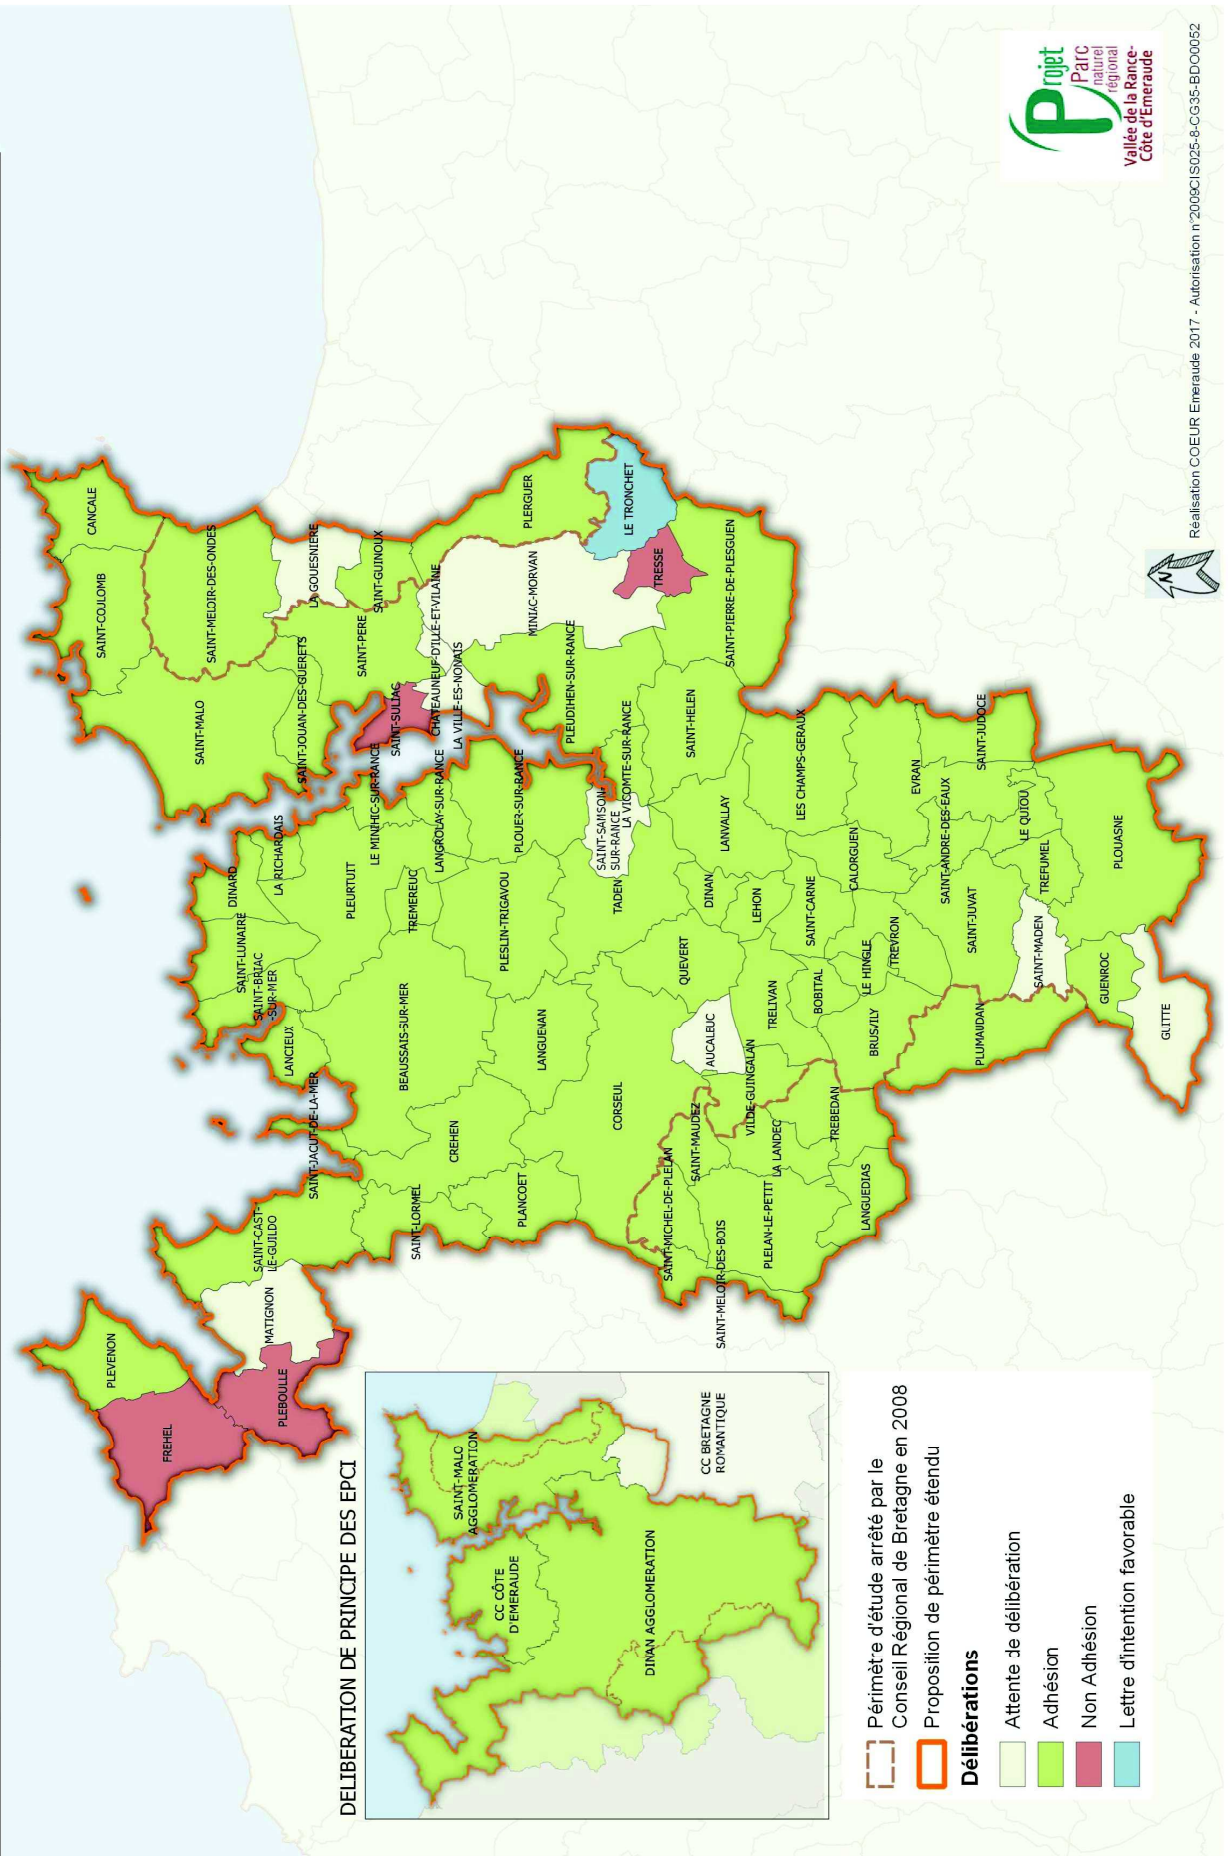 CANCALE
SAINT-COULOMB
SAINT-MELOIR-DES-ONDES
SAINT-MALO
LA GOUESNIERE
SAINT-GUINOUX
SAINT-PERE
SAINT-JOUAN-DES-GUERETS
SAINT-SULIAC
CHATEAUNEUF-D'ILLE-ET-VILAINE
LA VILLE-ES-NONAIS
PLERGUER
MINIAC-MORVAN
LE TRONCHET
TRESSE
SAINT-PIERRE-DE-PLESGUEN
PLEUDIHEN-SUR-RANCE
LA VICOMTE-SUR-RANCE
SAINT-HELEN
SAINT-SAMSON-
SUR-RANCE
PLOUER-SUR-RANCE
LANGROLAY-SUR-RANCE
LE MINIHIC-SUR-RANCE
LA RICHARDAIS
DINARD
PLEURTUIT
TREMEREUC
SAINT-LUNAIRE
SAINT-BRIAC
-SUR-MER
LANCIEUX
BEAUSSAIS-SUR-MER
PLESLIN-TRIGAVOU
TADEN
LANVALLAY
DINAN
LEHON
QUEVERT
LES CHAMPS-GERAUX
EVRAN
SAINT-JUDOCE
CALORGUEN
SAINT-CARNE
SAINT-ANDRE-DES-EAUX
LE QUIOU
TREFUMEL
PLOUASNE
SAINT-JUVAT
TREVRON
LE HINGLE
BOBITAL
TRELIVAN
BRUSVILY
SAINT-MADEN
GUENROC
GUITTE
PLUMAUDAN
AUCALEUC
VILDE-GUINGALAN
LANGUENAN
CORSEUL
CREHEN
SAINT-JACUT-DE-LA-MER
SAINT-CAST-
LE-GUILDO
SAINT-LORMEL
PLANCOET
SAINT-MAUDEZ
SAINT-MICHEL-DE-PLELAN
SAINT-MELOIR-DES-BOIS
PLELAN-LE-PETIT
LA LANDEC
TREBEDAN
LANGUEDIAS
MATIGNON
PLEVENON
FREHEL
PLEBOULLE
DELIBERATION DE PRINCIPE DES EPCI
SAINT-MALO
AGGLOMERATION
CC CÔTE
D'EMERAUDE
DINAN AGGLOMERATION
CC BRETAGNE
ROMANTIQUE
Périmètre d'étude arrêté par le
Conseil Régional de Bretagne en 2008
Proposition de périmètre étendu
Délibérations
Attente de délibération
Adhésion
Non Adhésion
Lettre d'intention favorable
N
Projet
Parc
naturel
régional
Vallée de la Rance-
Côte d'Emeraude
Réalisation COEUR Emeraude 2017 - Autorisation n°2009CIS025-8-CG35-BDO0052